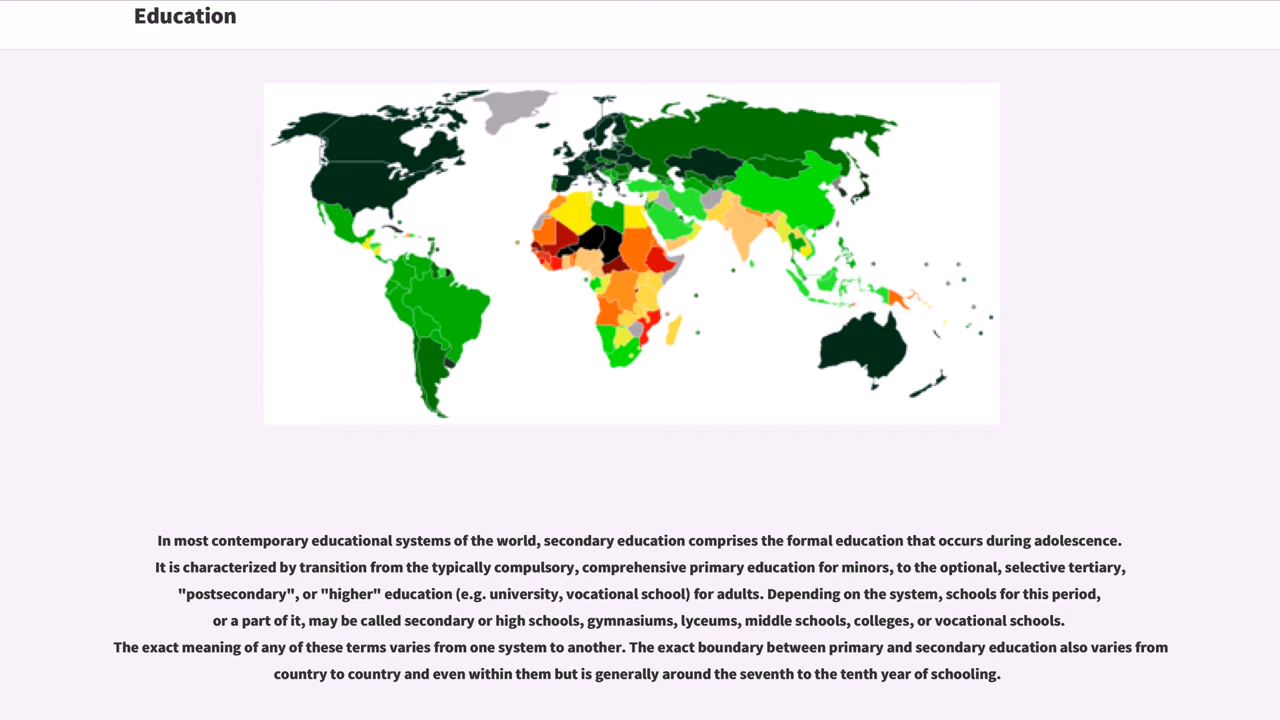 Education
In most contemporary educational systems of the world, secondary education comprises the formal education that occurs during adolescence.
It is characterized by transition from the typically compulsory, comprehensive primary education for minors, to the optional, selective tertiary,
"postsecondary", or "higher" education (e.g. university, vocational school) for adults. Depending on the system, schools for this period,
or a part of it, may be called secondary or high schools, gymnasiums, lyceums, middle schools, colleges, or vocational schools.
The exact meaning of any of these terms varies from one system to another. The exact boundary between primary and secondary education also varies from
country to country and even within them but is generally around the seventh to the tenth year of schooling.